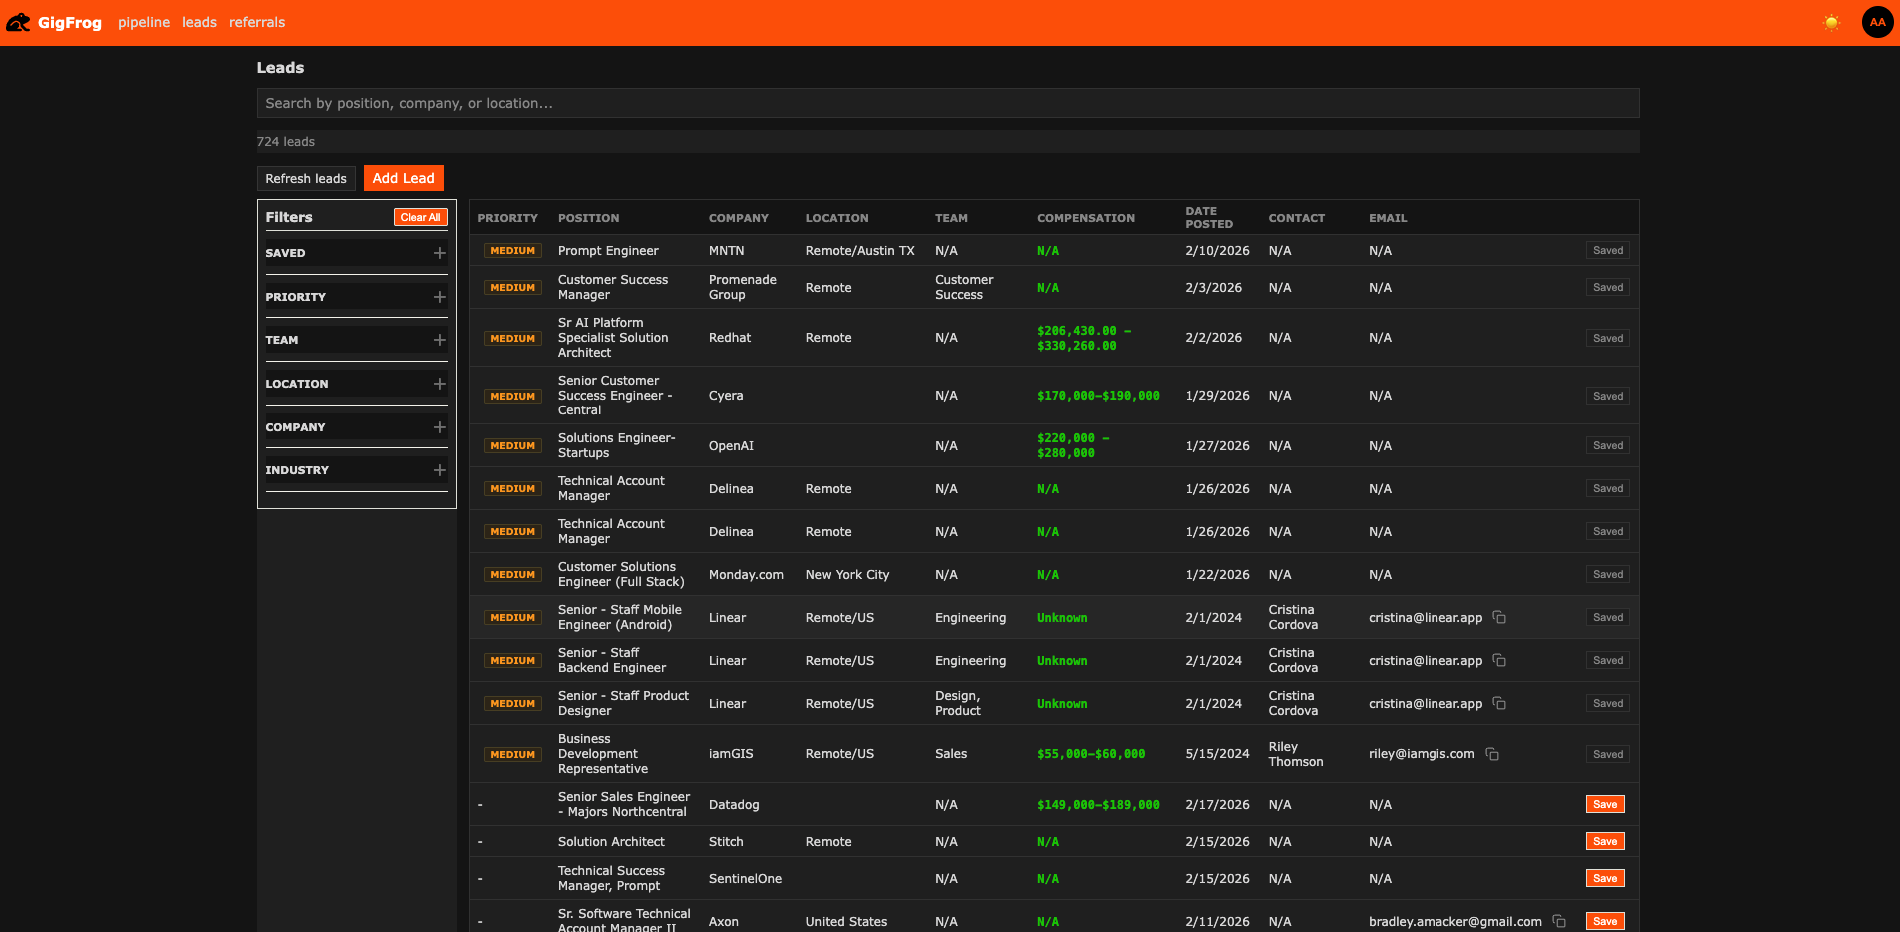 GigFrog pipeline leads referrals AA
Leads
Search by position, company, or location...
724 leads
Refresh leads Add Lead
Filters Clear All
SAVED
PRIORITY
TEAM
LOCATION
COMPANY
INDUSTRY
PRIORITY POSITION COMPANY LOCATION TEAM COMPENSATION DATE POSTED CONTACT EMAIL
MEDIUM Prompt Engineer MNTN Remote/Austin TX N/A N/A 2/10/2026 N/A N/A Saved
MEDIUM Customer Success Manager Promenade Group Remote Customer Success N/A 2/3/2026 N/A N/A Saved
MEDIUM Sr AI Platform Specialist Solution Architect Redhat Remote N/A $206,430.00 – $330,260.00 2/2/2026 N/A N/A Saved
MEDIUM Senior Customer Success Engineer - Central Cyera N/A $170,000–$190,000 1/29/2026 N/A N/A Saved
MEDIUM Solutions Engineer- Startups OpenAI N/A $220,000 – $280,000 1/27/2026 N/A N/A Saved
MEDIUM Technical Account Manager Delinea Remote N/A N/A 1/26/2026 N/A N/A Saved
MEDIUM Technical Account Manager Delinea Remote N/A N/A 1/26/2026 N/A N/A Saved
MEDIUM Customer Solutions Engineer (Full Stack) Monday.com New York City N/A N/A 1/22/2026 N/A N/A Saved
MEDIUM Senior - Staff Mobile Engineer (Android) Linear Remote/US Engineering Unknown 2/1/2024 Cristina Cordova cristina@linear.app Saved
MEDIUM Senior - Staff Backend Engineer Linear Remote/US Engineering Unknown 2/1/2024 Cristina Cordova cristina@linear.app Saved
MEDIUM Senior - Staff Product Designer Linear Remote/US Design, Product Unknown 2/1/2024 Cristina Cordova cristina@linear.app Saved
MEDIUM Business Development Representative iamGIS Remote/US Sales $55,000–$60,000 5/15/2024 Riley Thomson riley@iamgis.com Saved
- Senior Sales Engineer - Majors Northcentral Datadog N/A $149,000–$189,000 2/17/2026 N/A N/A Save
- Solution Architect Stitch Remote N/A N/A 2/15/2026 N/A N/A Save
- Technical Success Manager, Prompt SentinelOne N/A N/A 2/15/2026 N/A N/A Save
- Sr. Software Technical Account Manager II Axon United States N/A N/A 2/11/2026 N/A bradley.amacker@gmail.com Save